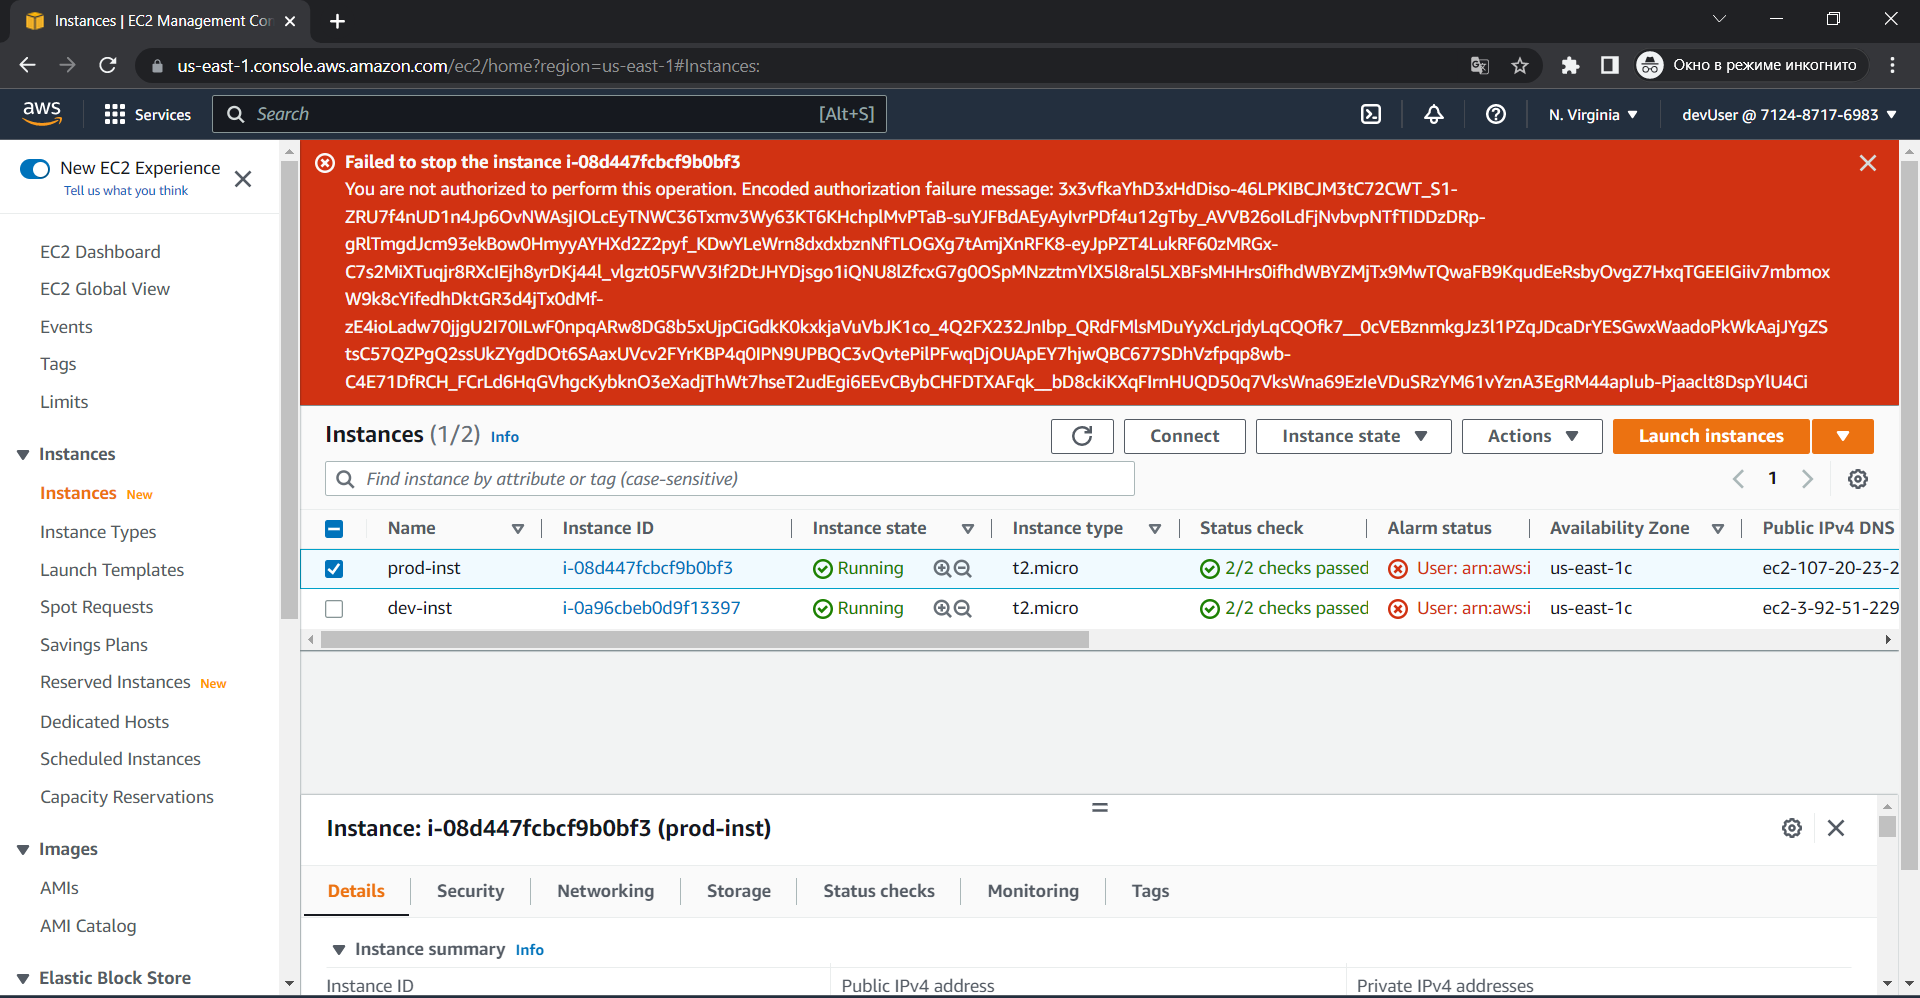 Instances | EC2 Management Con
us-east-1.console.aws.amazon.com/ec2/home?region=us-east-1#Instances:
Окно в режиме инкогнито
aws
Services
Search
[Alt+S]
N. Virginia
devUser @ 7124-8717-6983
New EC2 Experience
Tell us what you think
EC2 Dashboard
EC2 Global View
Events
Tags
Limits
Instances
Instances New
Instance Types
Launch Templates
Spot Requests
Savings Plans
Reserved Instances New
Dedicated Hosts
Scheduled Instances
Capacity Reservations
Images
AMIs
AMI Catalog
Elastic Block Store
Failed to stop the instance i-08d447fcbcf9b0bf3
You are not authorized to perform this operation. Encoded authorization failure message: 3x3vfkaYhD3xHdDiso-46LPKIBCJM3tC72CWT_S1-
ZRU7f4nUD1n4Jp6OvNWAsjIOLcEyTNWC36Txmv3Wy63KT6KHchplMvPTaB-suYJFBdAEyAyIvrPDf4u12gTby_AVVB26oILdFjNvbvpNTfTIDDzDRp-
gRlTmgdJcm93ekBow0HmyyAYHXd2Z2pyf_KDwYLeWrn8dxdxbznNfTLOGXg7tAmjXnRFK8-eyJpPZT4LukRF60zMRGx-
C7s2MiXTuqjr8RXcIEjh8yrDKj44l_vlgzt05FWV3If2DtJHYDjsgo1iQNU8lZfcxG7g0OSpMNzztmYlX5l8ral5LXBFsMHHrs0ifhdWBYZMjTx9MwTQwaFB9KqudEeRsbyOvgZ7HxqTGEEIGiiv7mbmox
W9k8cYifedhDktGR3d4jTx0dMf-
zE4ioLadw70jjgU2I70ILwF0npqARw8DG8b5xUjpCiGdkK0kxkjaVuVbJK1co_4Q2FX232JnIbp_QRdFMlsMDuYyXcLrjdyLqCQOfk7__0cVEBznmkgJz3l1PZqJDcaDrYESGwxWaadoPkWkAajJYgZS
tsC57QZPgQ2ssUkZYgdDOt6SAaxUVcv2FYrKBP4q0IPN9UPBQC3vQvtePilPFwqDjOUApEY7hjwQBC677SDhVzfpqp8wb-
C4E71DfRCH_FCrLd6HqGVhgcKybknO3eXadjThWt7hseT2udEgi6EEvCBybCHFDTXAFqk__bD8ckiKXqFIrnHUQD50q7VksWna69EzIeVDuSRzYM61vYznA3EgRM44apIub-Pjaaclt8DspYlU4Ci
Instances (1/2) Info
Connect
Instance state
Actions
Launch instances
Find instance by attribute or tag (case-sensitive)
1
Name Instance ID Instance state Instance type Status check Alarm status Availability Zone Public IPv4 DNS
prod-inst i-08d447fcbcf9b0bf3 Running t2.micro 2/2 checks passed User: arn:aws:i us-east-1c ec2-107-20-23-2
dev-inst i-0a96cbeb0d9f13397 Running t2.micro 2/2 checks passed User: arn:aws:i us-east-1c ec2-3-92-51-229
Instance: i-08d447fcbcf9b0bf3 (prod-inst)
Details Security Networking Storage Status checks Monitoring Tags
Instance summary Info
Instance ID Public IPv4 address Private IPv4 addresses